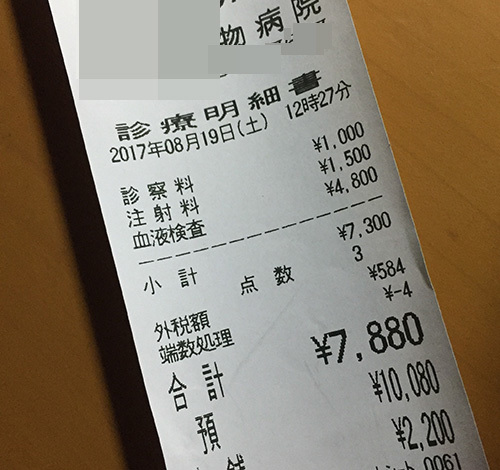 物病院
診療明細書
2017年08月19日(土) 12時27分
診察料 ¥1,000
注射料 ¥1,500
血液検査 ¥4,800
小計 ¥7,300
点数 3
外税額 ¥584
端数処理 ¥-4
合計 ¥7,880
預 ¥10,080
¥2,200
0061